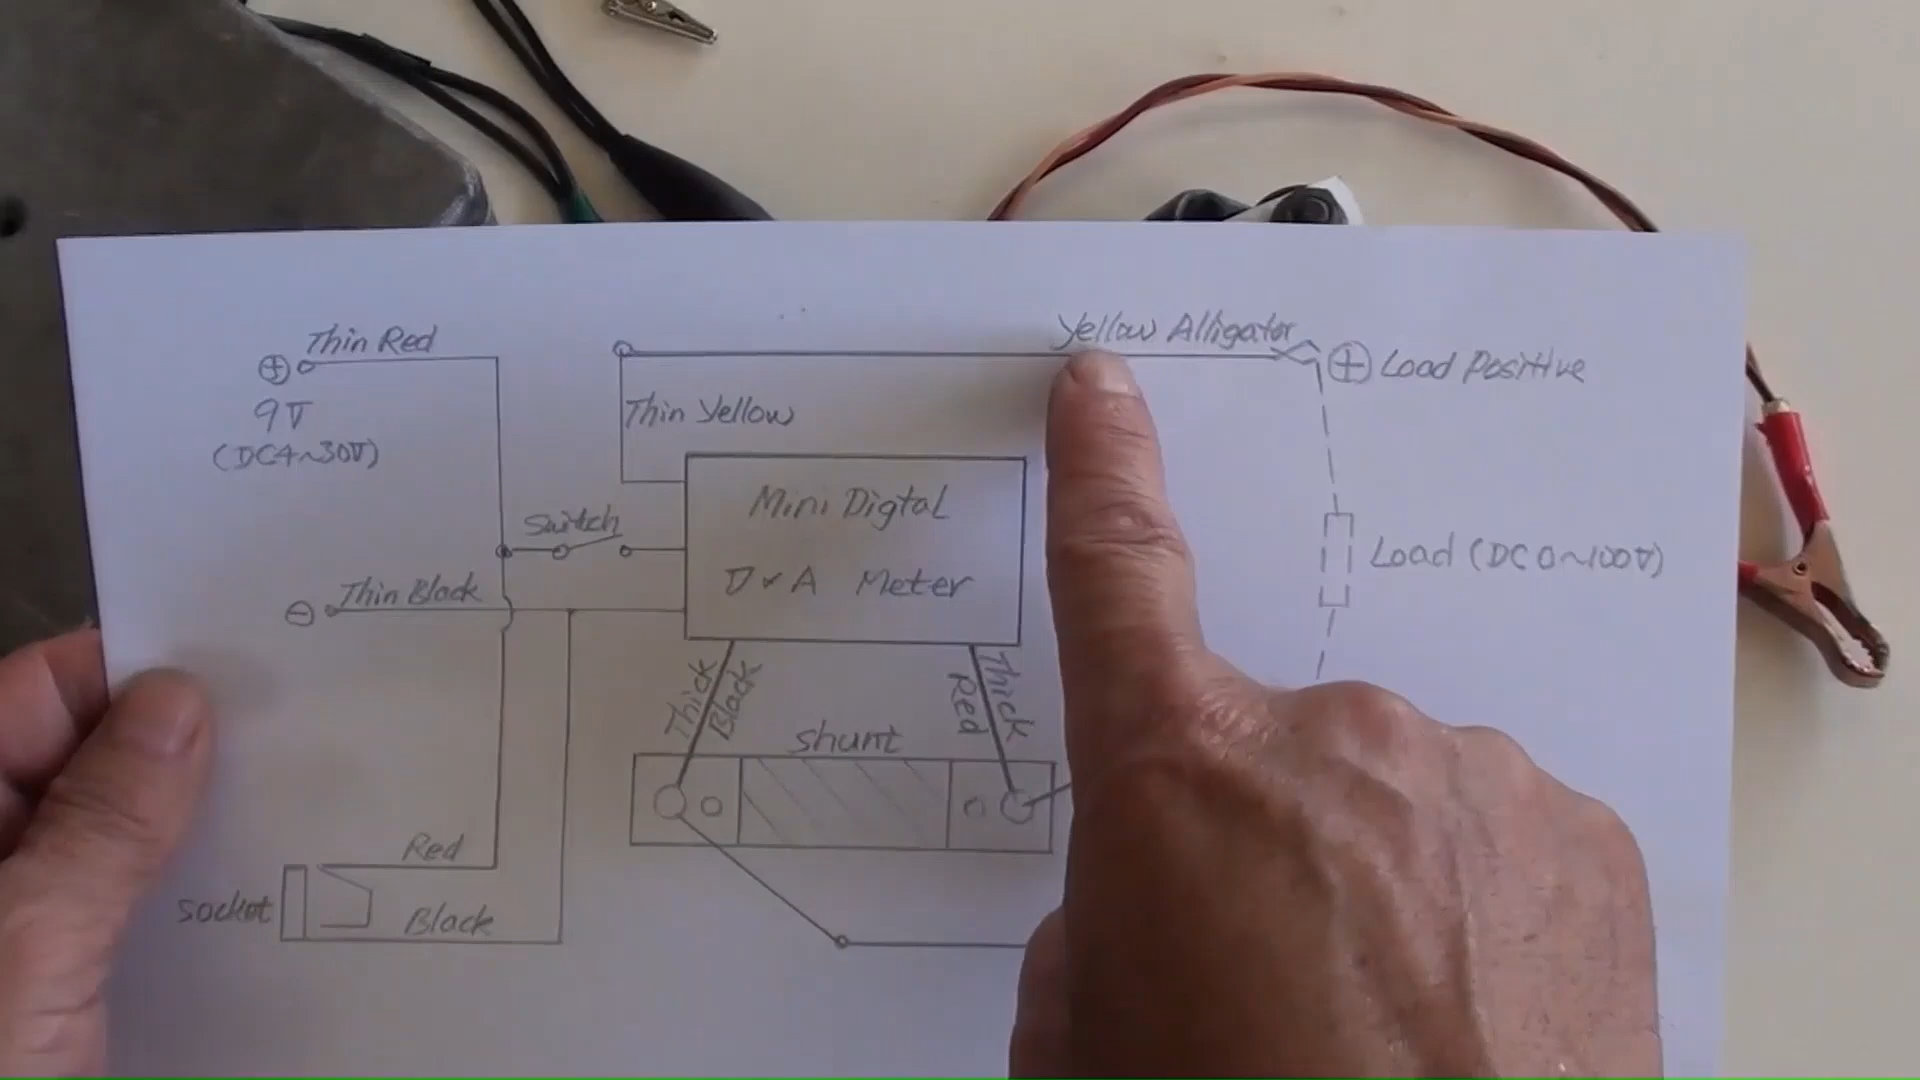 Thin Red
Yellow Alligator
⊕
⊕ Load Positive
9V
(DC4~30V)
Thin Yellow
Mini Digtal
V & A Meter
Switch
Load (DC 0~100V)
⊖
Thin Black
Thick
Black
Thick
Red
shunt
Red
socket
Black